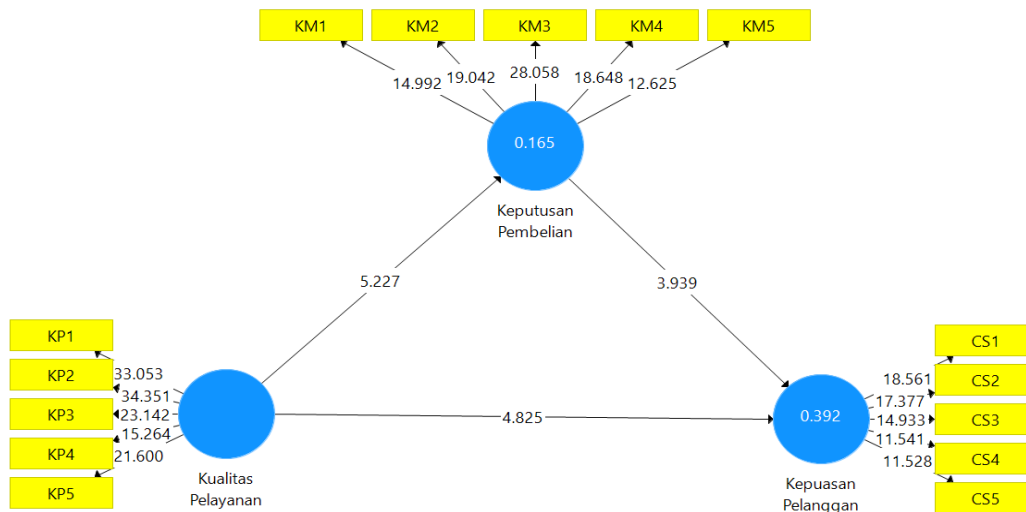 KM1
KM2
KM3
KM4
KM5
14.992
19.042
28.058
18.648
12.625
0.165
Keputusan
Pembelian
5.227
3.939
KP1
KP2
KP3
KP4
KP5
33.053
34.351
23.142
15.264
21.600
Kualitas
Pelayanan
4.825
0.392
Kepuasan
Pelanggan
18.561
17.377
14.933
11.541
11.528
CS1
CS2
CS3
CS4
CS5